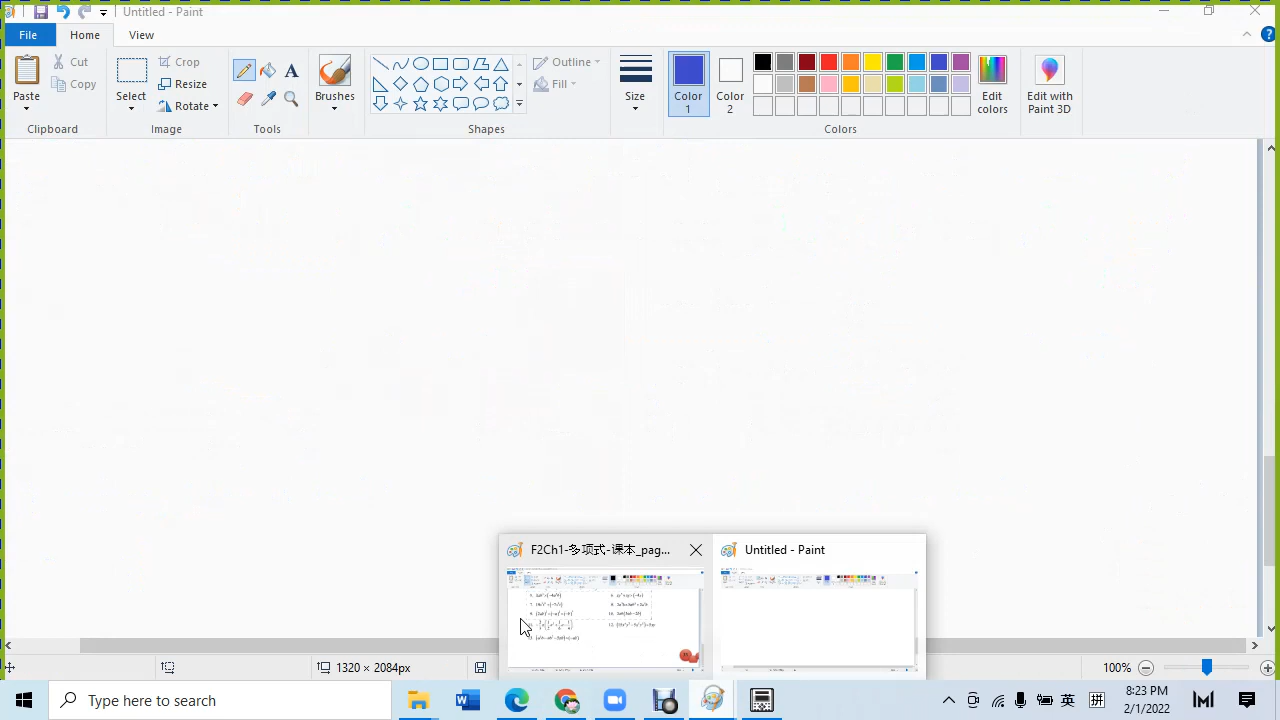 Untitled - Paint
File Home View
Paste
Cut
Copy
Clipboard
Select
Crop
Resize
Rotate
Image
A
Tools
Brushes
Outline
Fill
Shapes
Size
Color 1
Color 2
Edit colors
Colors
Edit with Paint 3D
?
F2Ch1-多项式-课本_pag...
Untitled - Paint
1320 × 2084px
100%
Type here to search
英
拼
8:23 PM
2/1/2022